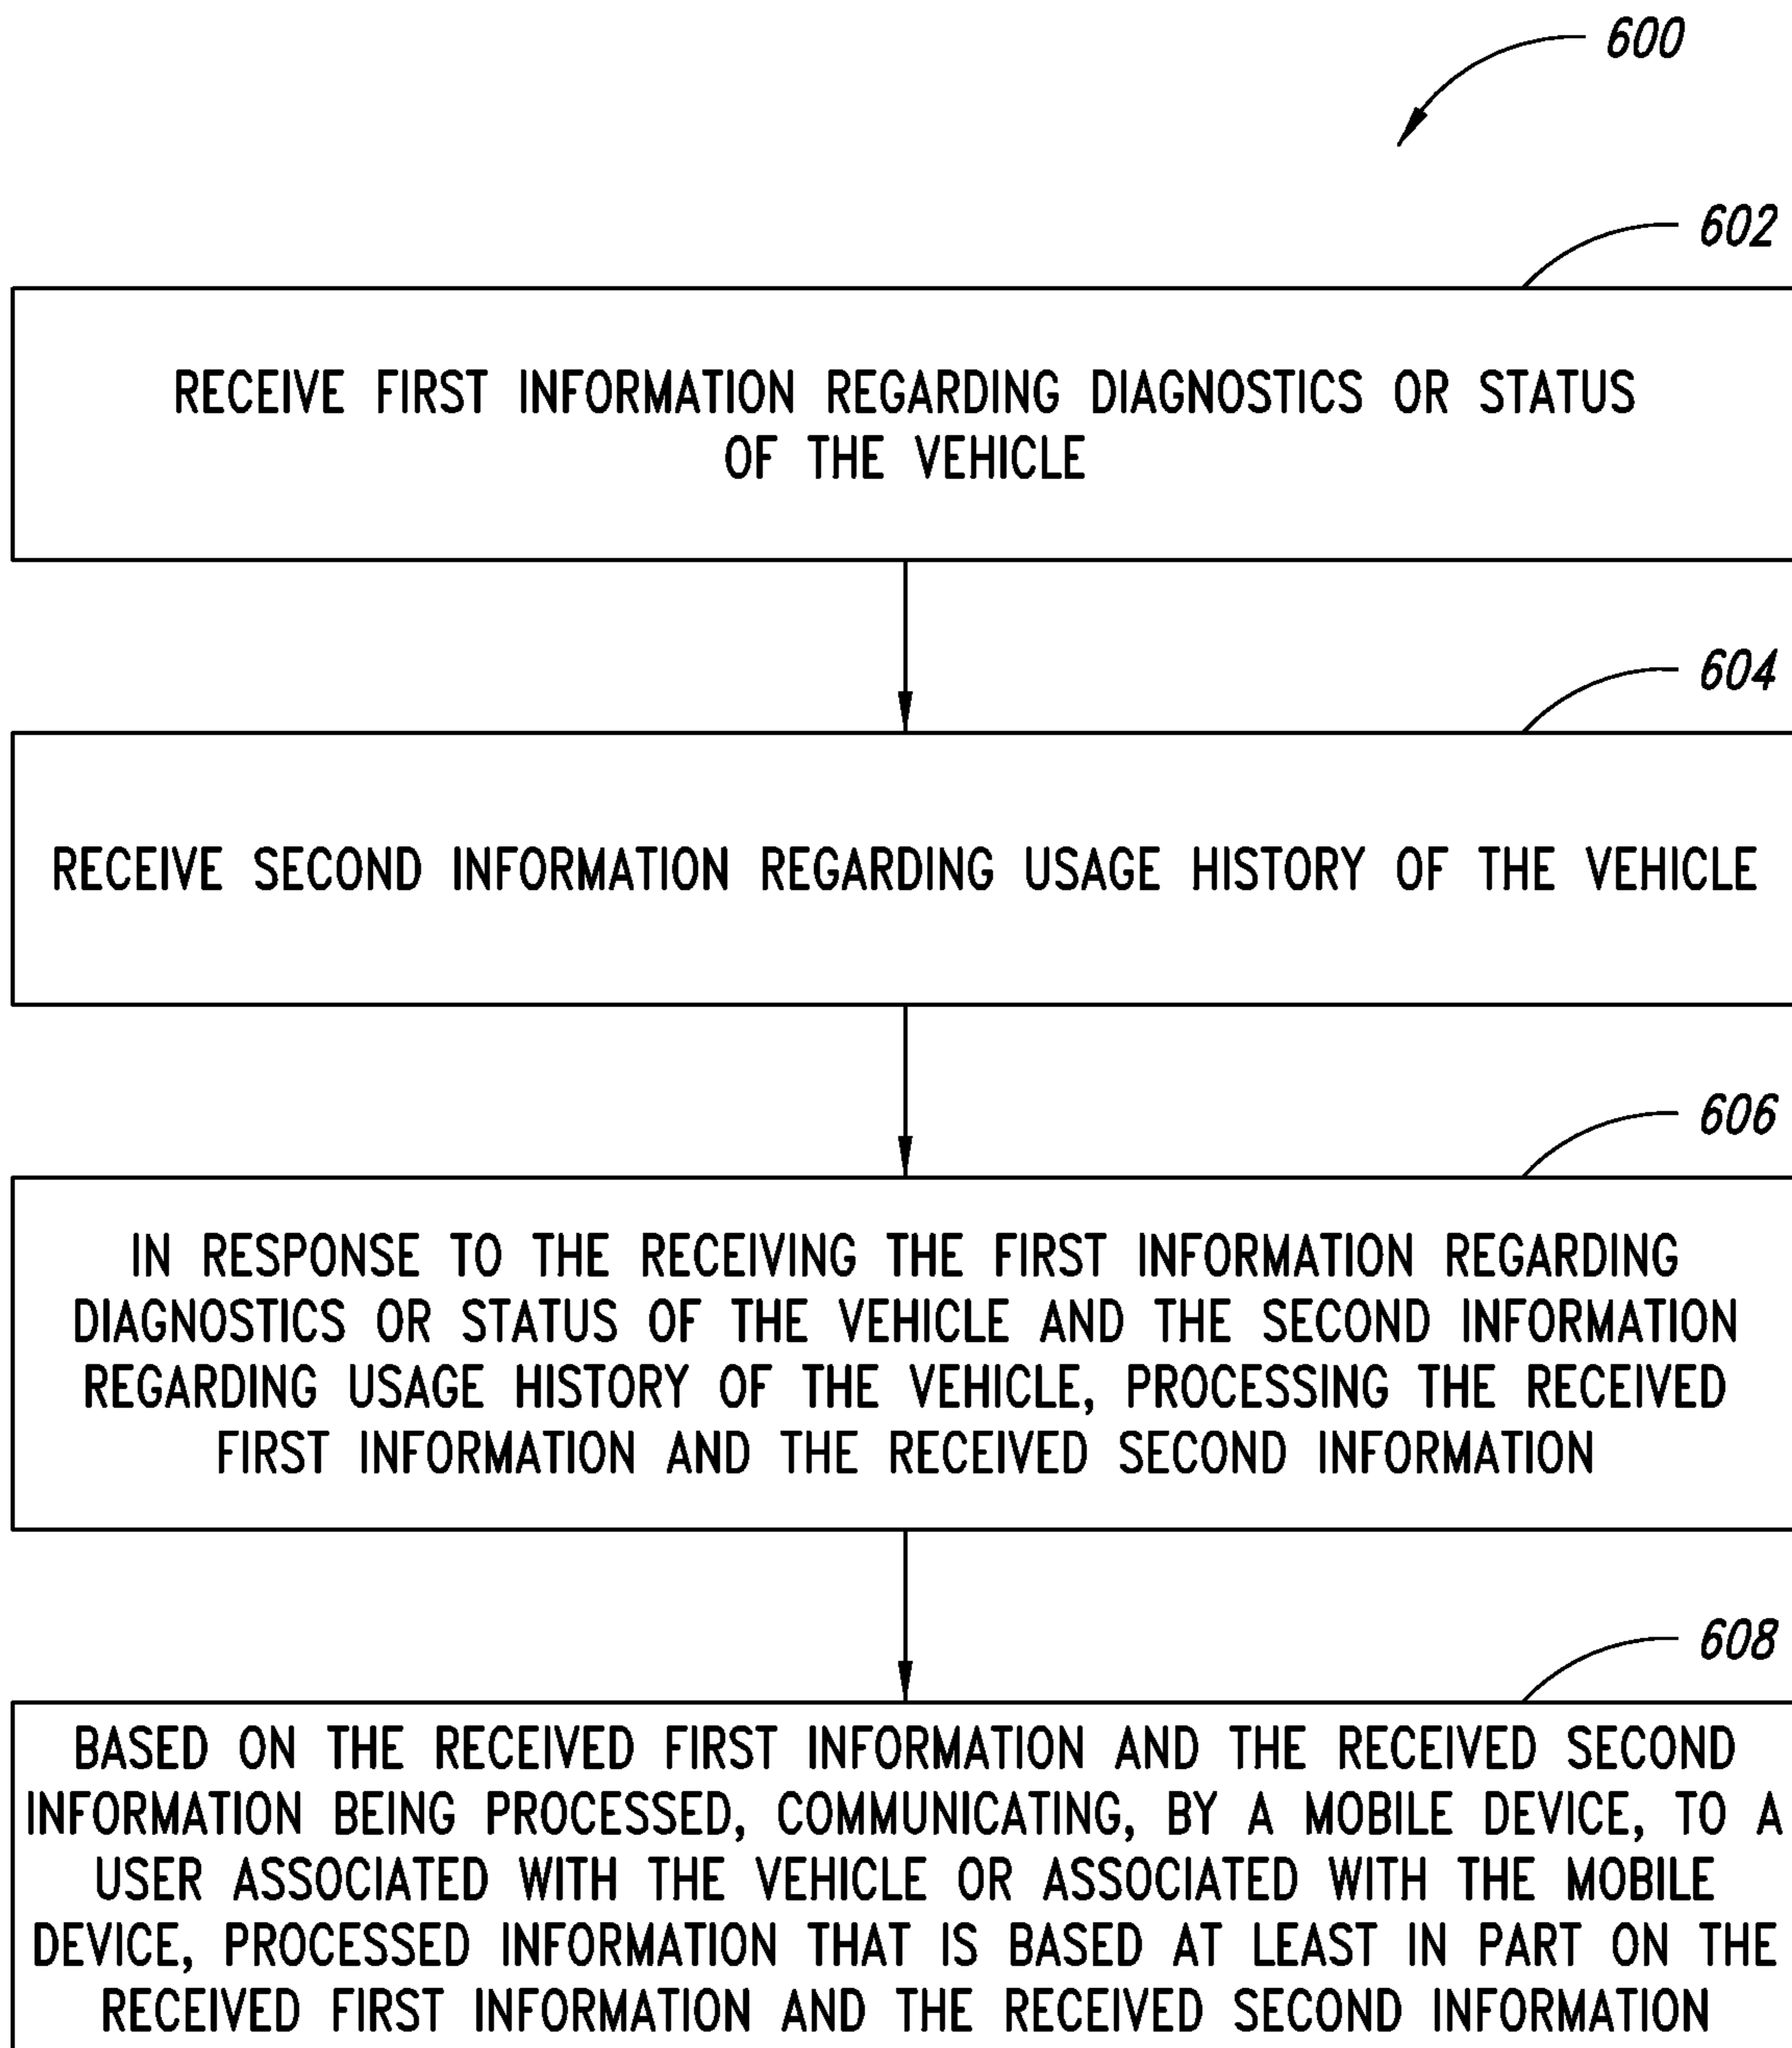 600
602
RECEIVE FIRST INFORMATION REGARDING DIAGNOSTICS OR STATUS
OF THE VEHICLE
604
RECEIVE SECOND INFORMATION REGARDING USAGE HISTORY OF THE VEHICLE
606
IN RESPONSE TO THE RECEIVING THE FIRST INFORMATION REGARDING
DIAGNOSTICS OR STATUS OF THE VEHICLE AND THE SECOND INFORMATION
REGARDING USAGE HISTORY OF THE VEHICLE, PROCESSING THE RECEIVED
FIRST INFORMATION AND THE RECEIVED SECOND INFORMATION
608
BASED ON THE RECEIVED FIRST INFORMATION AND THE RECEIVED SECOND
INFORMATION BEING PROCESSED, COMMUNICATING, BY A MOBILE DEVICE, TO A
USER ASSOCIATED WITH THE VEHICLE OR ASSOCIATED WITH THE MOBILE
DEVICE, PROCESSED INFORMATION THAT IS BASED AT LEAST IN PART ON THE
RECEIVED FIRST INFORMATION AND THE RECEIVED SECOND INFORMATION